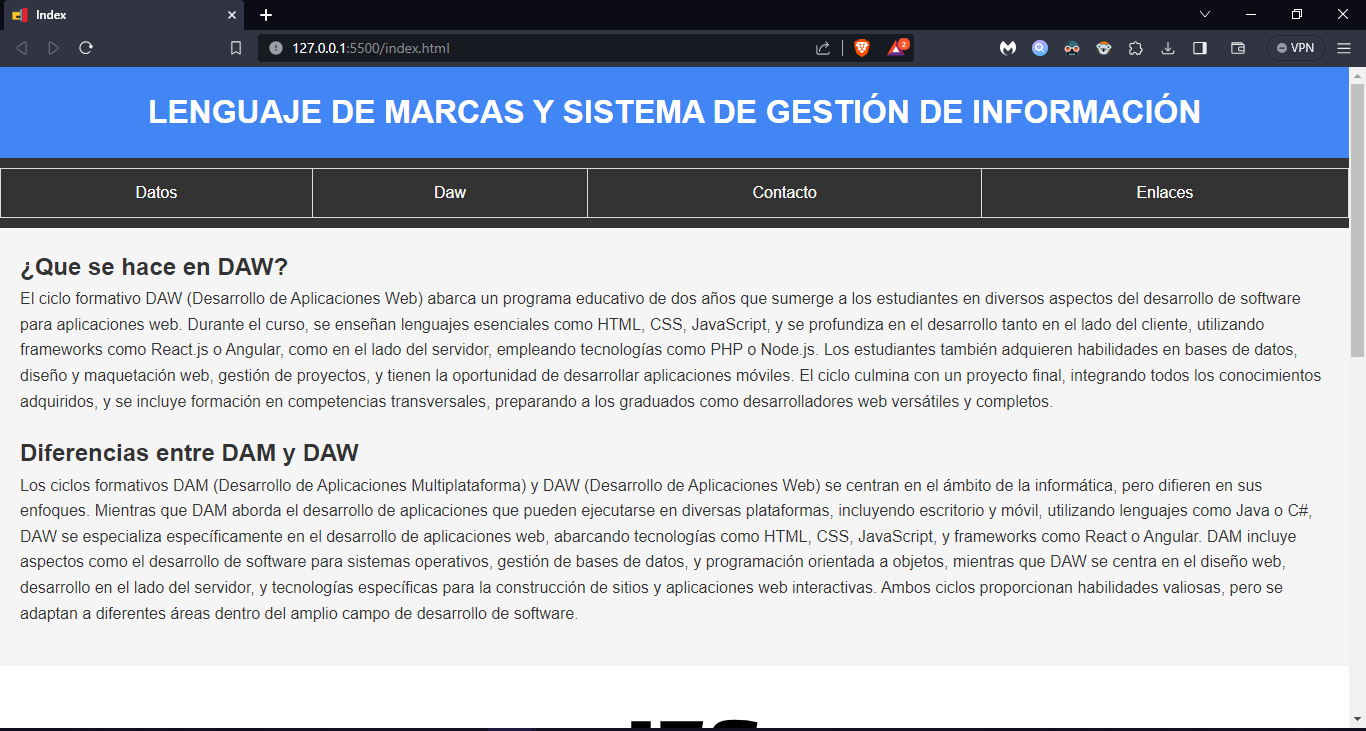 Index
127.0.0.1:5500/index.html
2
VPN
LENGUAJE DE MARCAS Y SISTEMA DE GESTIÓN DE INFORMACIÓN
Datos Daw Contacto Enlaces
¿Que se hace en DAW?
El ciclo formativo DAW (Desarrollo de Aplicaciones Web) abarca un programa educativo de dos años que sumerge a los estudiantes en diversos aspectos del desarrollo de software
para aplicaciones web. Durante el curso, se enseñan lenguajes esenciales como HTML, CSS, JavaScript, y se profundiza en el desarrollo tanto en el lado del cliente, utilizando
frameworks como React.js o Angular, como en el lado del servidor, empleando tecnologías como PHP o Node.js. Los estudiantes también adquieren habilidades en bases de datos,
diseño y maquetación web, gestión de proyectos, y tienen la oportunidad de desarrollar aplicaciones móviles. El ciclo culmina con un proyecto final, integrando todos los conocimientos
adquiridos, y se incluye formación en competencias transversales, preparando a los graduados como desarrolladores web versátiles y completos.
Diferencias entre DAM y DAW
Los ciclos formativos DAM (Desarrollo de Aplicaciones Multiplataforma) y DAW (Desarrollo de Aplicaciones Web) se centran en el ámbito de la informática, pero difieren en sus
enfoques. Mientras que DAM aborda el desarrollo de aplicaciones que pueden ejecutarse en diversas plataformas, incluyendo escritorio y móvil, utilizando lenguajes como Java o C#,
DAW se especializa específicamente en el desarrollo de aplicaciones web, abarcando tecnologías como HTML, CSS, JavaScript, y frameworks como React o Angular. DAM incluye
aspectos como el desarrollo de software para sistemas operativos, gestión de bases de datos, y programación orientada a objetos, mientras que DAW se centra en el diseño web,
desarrollo en el lado del servidor, y tecnologías específicas para la construcción de sitios y aplicaciones web interactivas. Ambos ciclos proporcionan habilidades valiosas, pero se
adaptan a diferentes áreas dentro del amplio campo de desarrollo de software.